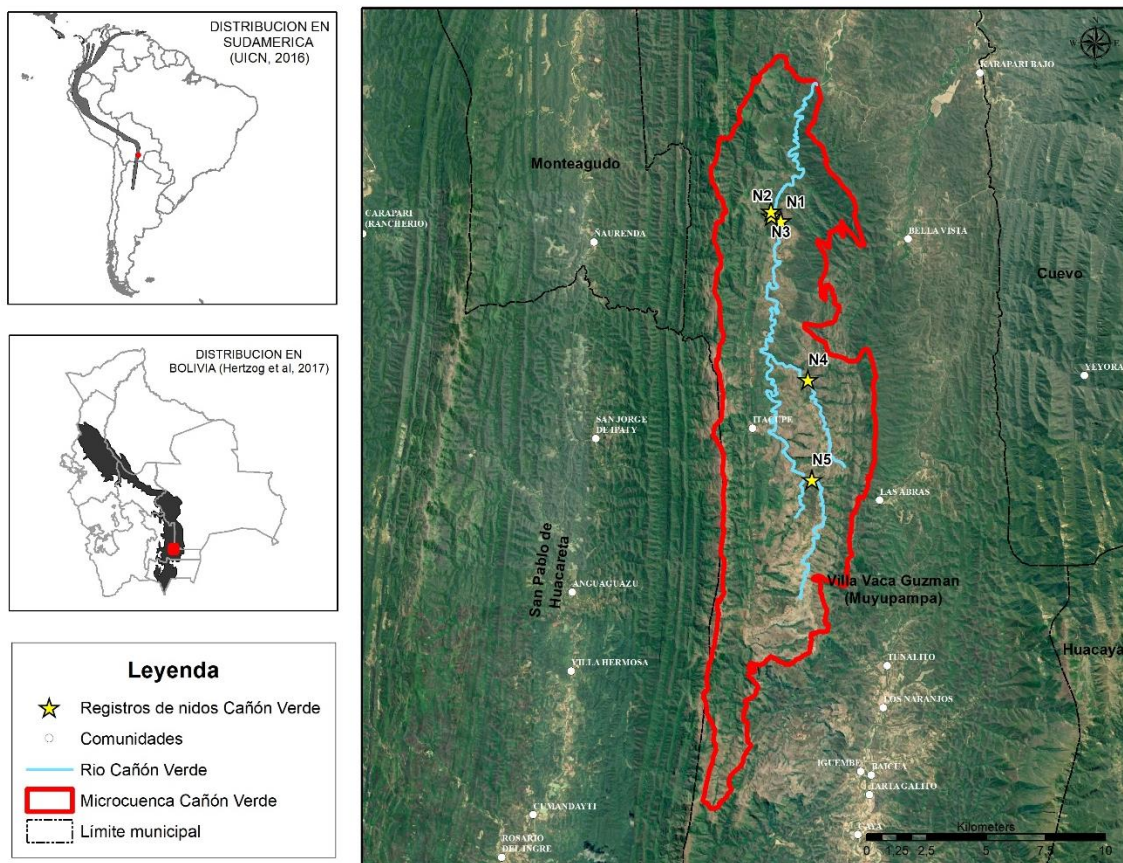 DISTRIBUCION EN
SUDAMERICA
(UICN, 2016)
DISTRIBUCION EN
BOLIVIA (Hertzog et al, 2017)
Leyenda
Registros de nidos Cañón Verde
Comunidades
Rio Cañón Verde
Microcuenca Cañón Verde
Límite municipal
N
W
E
S
KARAPARI BAJO
Monteagudo
CARAPARI
(RANCHERIO)
ÑAURENDA
N2
N1
N3
BELLA VISTA
Cuevo
N4
YEYORA
SAN JORGE
DE IPATY
ITACUPE
N5
LAS ABRAS
San Pablo de
Huacareta
ANGUAGUAZU
Villa Vaca Guzman
(Muyupampa)
Huacaya
VILLA HERMOSA
TUNALITO
LOS NARANJOS
IGUEMBE
BAICUA
TARTAGALITO
CUMANDAYTI
ROSARIO
DEL INGRE
Kilometers
0 1,25 2,5 5 7,5 10